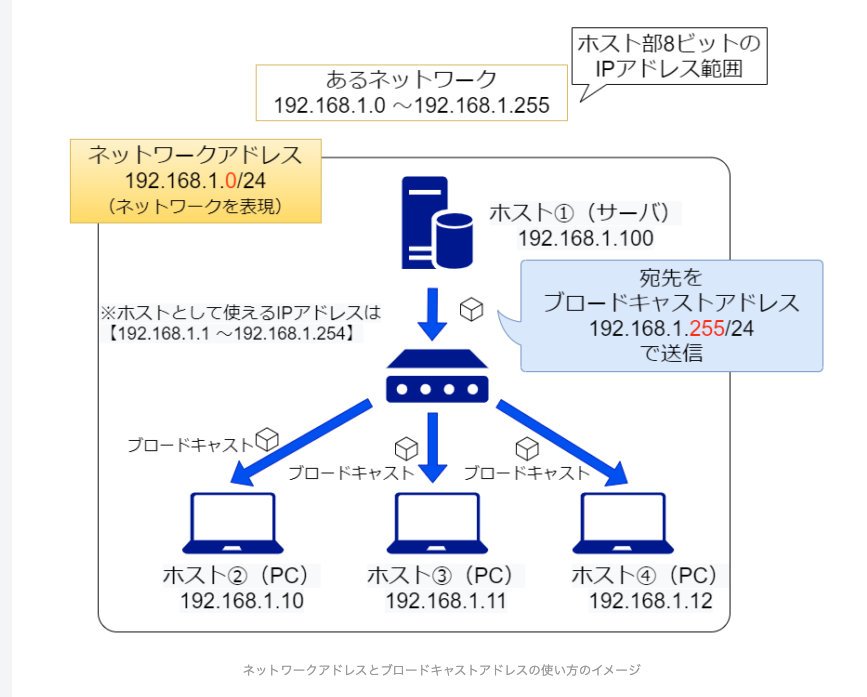 ホスト部8ビットの
IPアドレス範囲
あるネットワーク
192.168.1.0 ～192.168.1.255
ネットワークアドレス
192.168.1.0/24
（ネットワークを表現）
ホスト①（サーバ）
192.168.1.100
宛先を
ブロードキャストアドレス
192.168.1.255/24
で送信
※ホストとして使えるIPアドレスは
【192.168.1.1 ～192.168.1.254】
ブロードキャスト
ブロードキャスト
ブロードキャスト
ホスト②（PC）
192.168.1.10
ホスト③（PC）
192.168.1.11
ホスト④（PC）
192.168.1.12
ネットワークアドレスとブロードキャストアドレスの使い方のイメージ